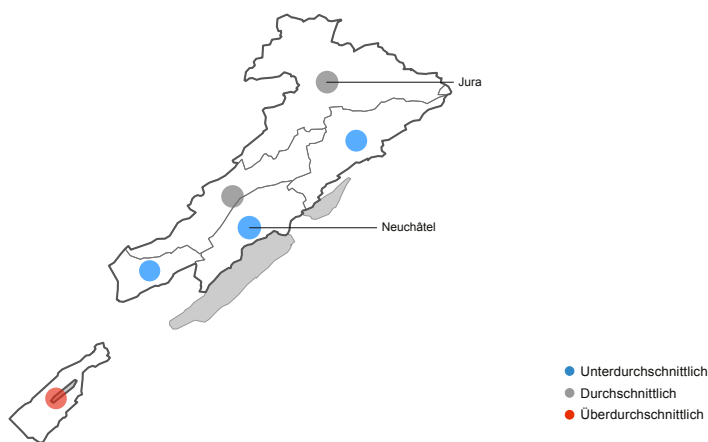 Jura
Neuchâtel
Unterdurchschnittlich
Durchschnittlich
Überdurchschnittlich